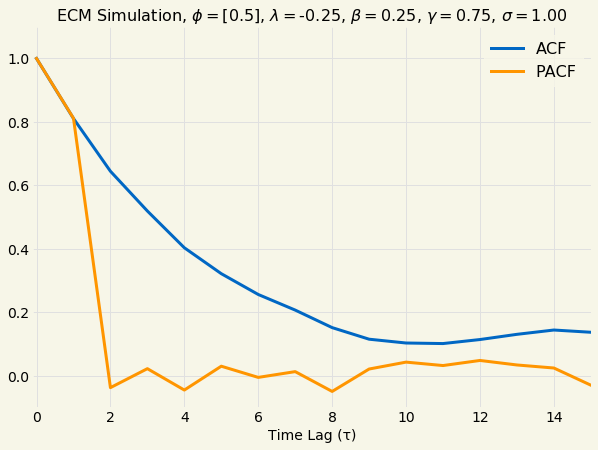 ECM Simulation, ϕ = [0.5], λ = -0.25, β = 0.25, γ = 0.75, σ = 1.00
ACF
PACF
1.0
0.8
0.6
0.4
0.2
0.0
0 2 4 6 8 10 12 14
Time Lag (τ)